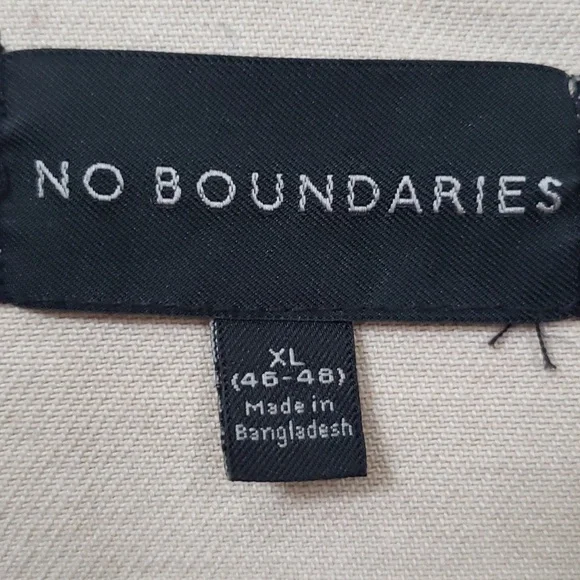 NO BOUNDARIES
XL
(46-48)
Made in
Bangladesh